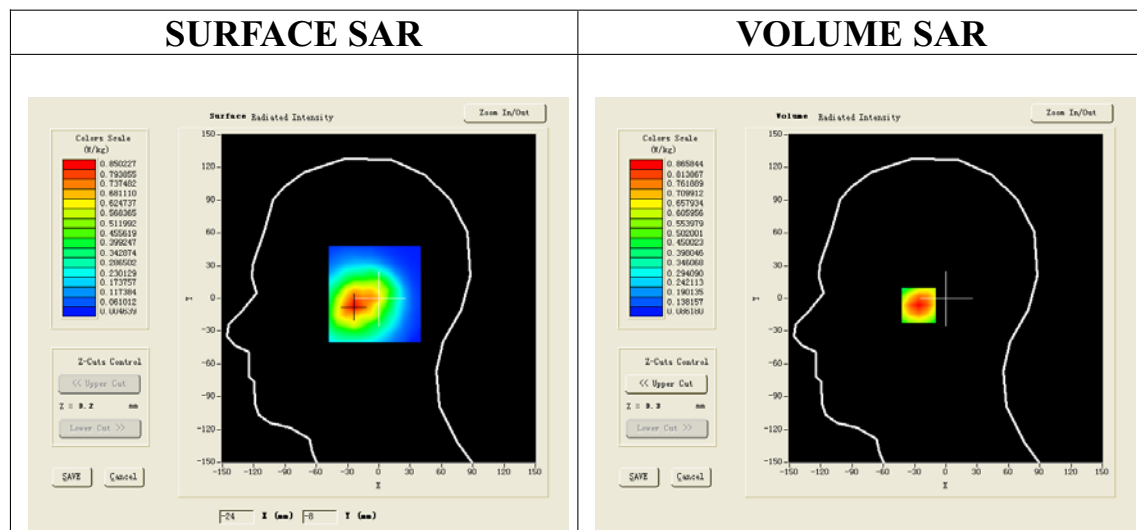 SURFACE SAR
VOLUME SAR
Surface Radiated Intensity
Zoom In/Out
Colors Scale
(W/kg)
0.850227
0.793855
0.737482
0.681110
0.624737
0.568365
0.511992
0.455619
0.399247
0.342874
0.286502
0.230129
0.173757
0.117384
0.061012
0.004639
150
120
90
60
30
0
-30
-60
-90
-120
-150
Y
-150 -120 -90 -60 -30 0 30 60 90 120 150
X
Z-Cuts Control
<< Upper Cut
Z = 0.2 mm
Lower Cut >>
SAVE Cancel
-24 X (mm) -8 Y (mm)
Volume Radiated Intensity
Zoom In/Out
Colors Scale
(W/kg)
0.865844
0.813867
0.761889
0.709912
0.657934
0.605956
0.553979
0.502001
0.450023
0.398046
0.346068
0.294090
0.242113
0.190135
0.138157
0.086180
150
120
90
60
30
0
-30
-60
-90
-120
-150
Y
-150 -120 -90 -60 -30 0 30 60 90 120 150
X
Z-Cuts Control
<< Upper Cut
Z = 0.3 mm
Lower Cut >>
SAVE Cancel